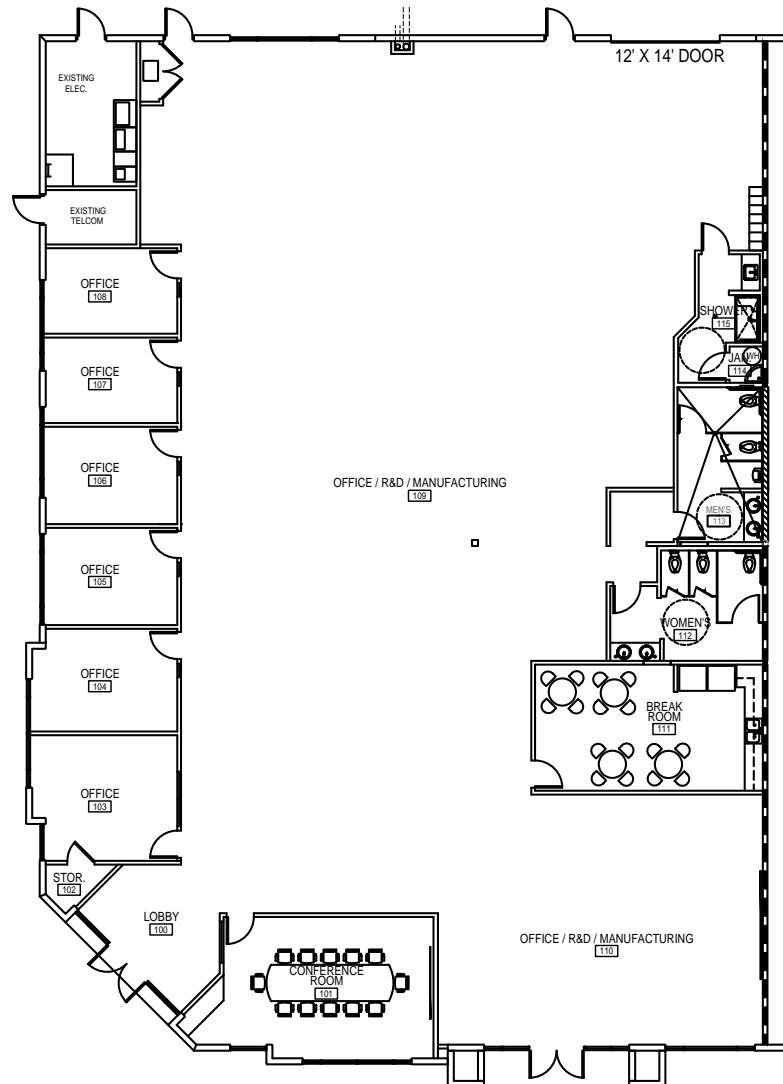 12' X 14' DOOR
EXISTING
ELEC.
EXISTING
TELCOM
OFFICE
108
SHOWER
115
JAN.
WH
114
OFFICE
107
OFFICE
106
OFFICE / R&D / MANUFACTURING
109
MEN'S
113
OFFICE
105
WOMEN'S
112
OFFICE
104
BREAK
ROOM
111
OFFICE
103
STOR.
102
LOBBY
100
OFFICE / R&D / MANUFACTURING
110
CONFERENCE
ROOM
101